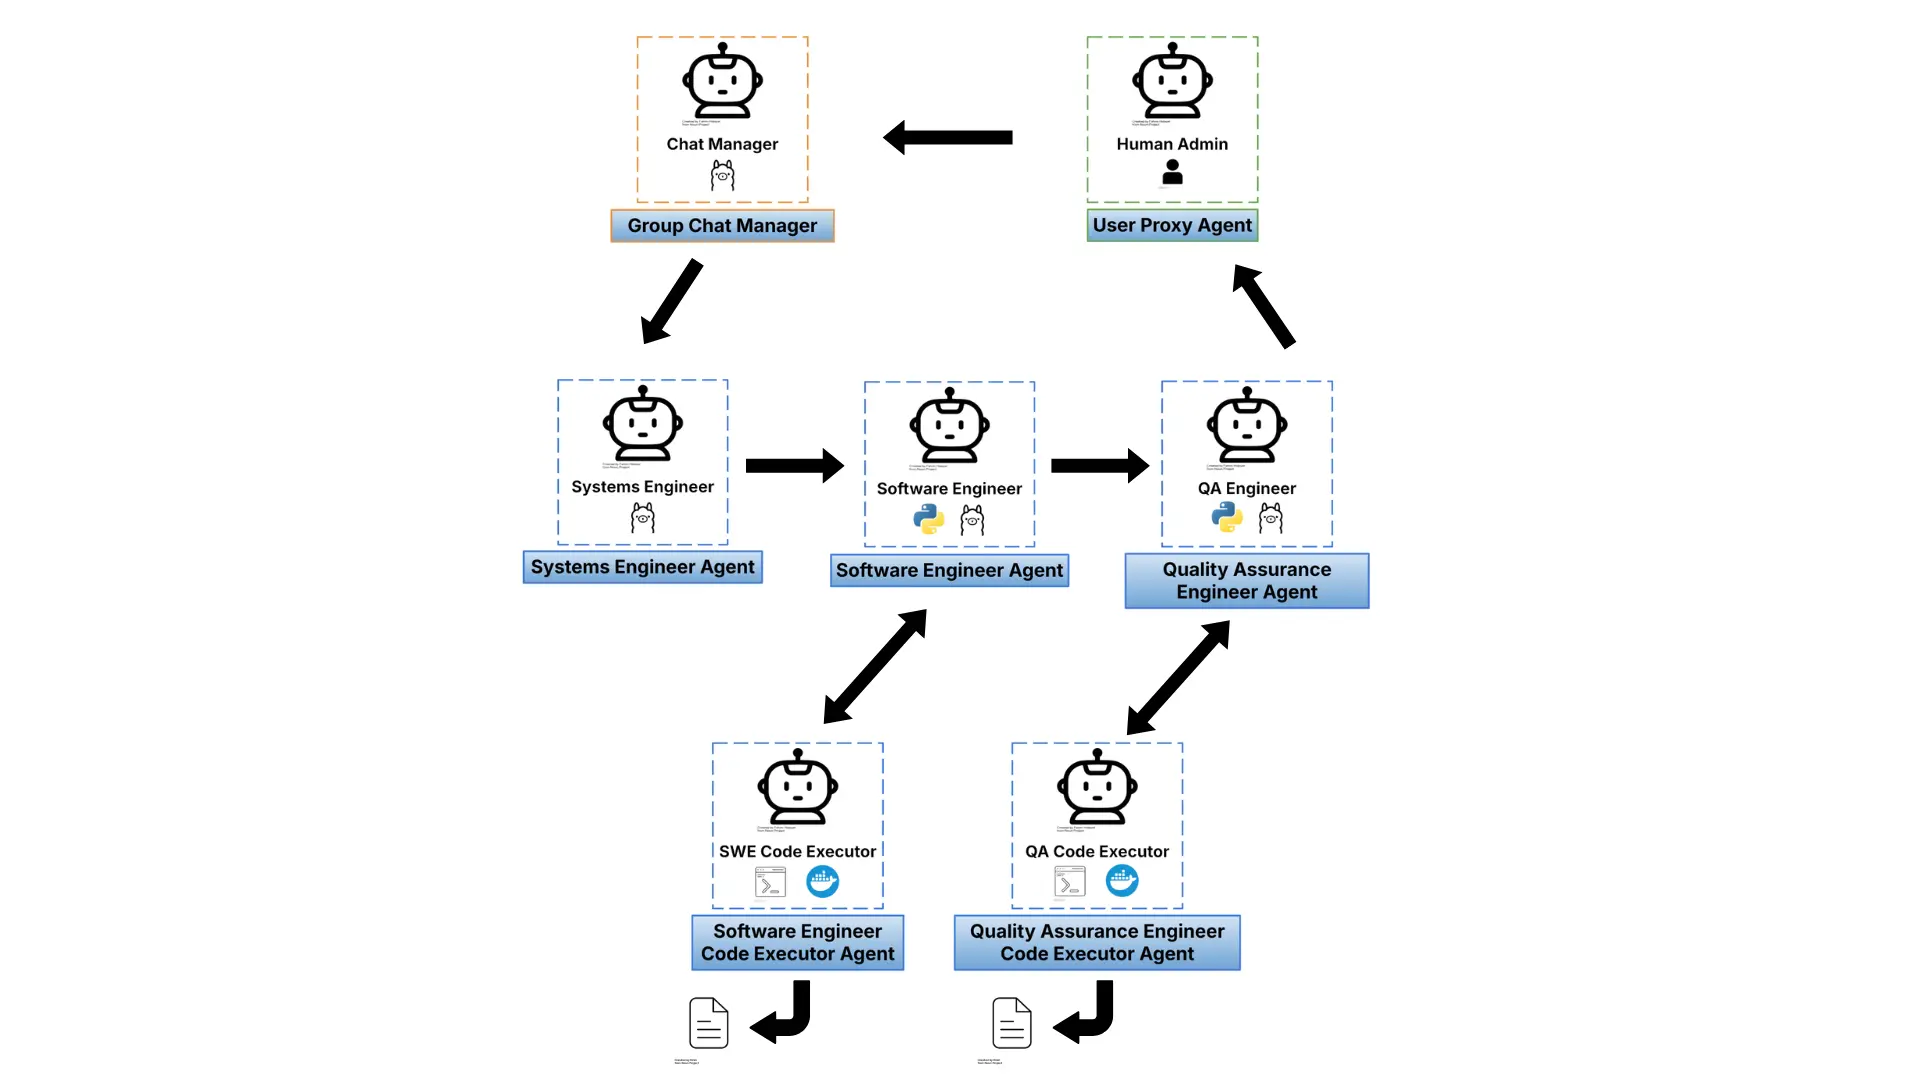 Chat Manager
Group Chat Manager
Human Admin
User Proxy Agent
Systems Engineer
Systems Engineer Agent
Software Engineer
Software Engineer Agent
QA Engineer
Quality Assurance
Engineer Agent
SWE Code Executor
Software Engineer
Code Executor Agent
QA Code Executor
Quality Assurance Engineer
Code Executor Agent